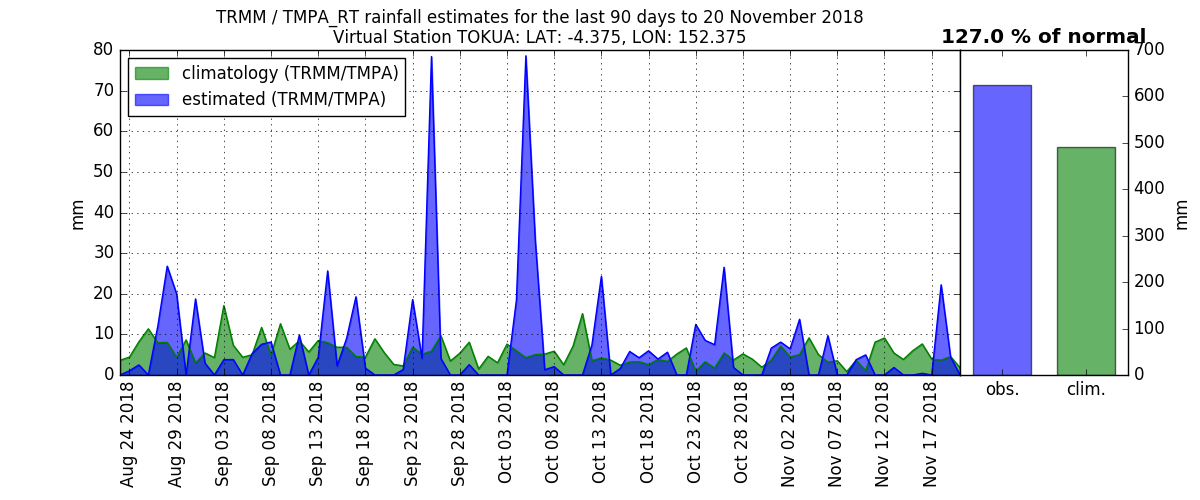 TRMM / TMPA_RT rainfall estimates for the last 90 days to 20 November 2018
Virtual Station TOKUA: LAT: -4.375, LON: 152.375
127.0 % of normal
climatology (TRMM/TMPA)
estimated (TRMM/TMPA)
80
70
60
50
40
30
20
10
0
mm
Aug 24 2018
Aug 29 2018
Sep 03 2018
Sep 08 2018
Sep 13 2018
Sep 18 2018
Sep 23 2018
Sep 28 2018
Oct 03 2018
Oct 08 2018
Oct 13 2018
Oct 18 2018
Oct 23 2018
Oct 28 2018
Nov 02 2018
Nov 07 2018
Nov 12 2018
Nov 17 2018
obs.
clim.
700
600
500
400
300
200
100
0
mm